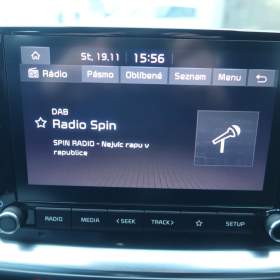 St, 19.11 15:56
Rádio Pásmo Oblíbené Seznam Menu
DAB
Radio Spin
SPIN RADIO - Nejvíc rapu v
republice
RADIO MEDIA < SEEK TRACK > SETUP